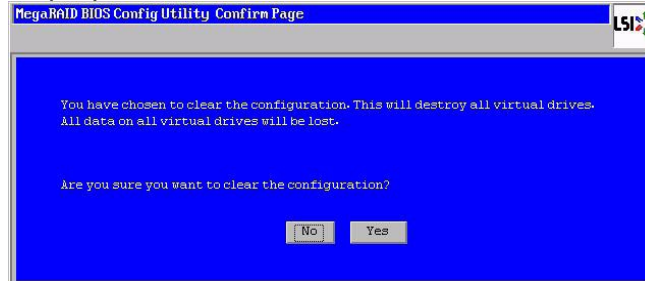 MegaRAID BIOS Config Utility Confirm Page
LSI
You have chosen to clear the configuration. This will destroy all virtual drives.
All data on all virtual drives will be lost.
Are you sure you want to clear the configuration?
No Yes